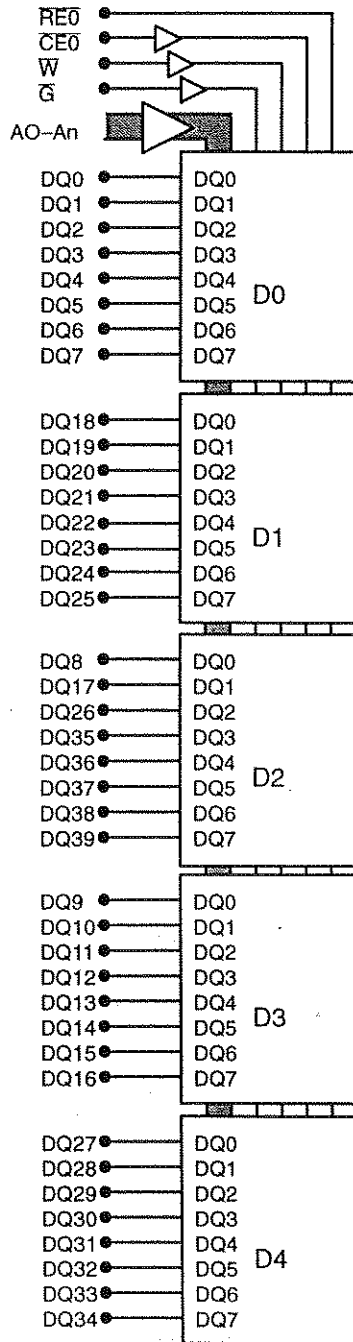 RE0
CE0
W
G
AO-An
DQ0 DQ0
DQ1 DQ1
DQ2 DQ2
DQ3 DQ3
DQ4 DQ4
DQ5 DQ5
DQ6 DQ6
DQ7 DQ7
D0
DQ18 DQ0
DQ19 DQ1
DQ20 DQ2
DQ21 DQ3
DQ22 DQ4
DQ23 DQ5
DQ24 DQ6
DQ25 DQ7
D1
DQ8 DQ0
DQ17 DQ1
DQ26 DQ2
DQ35 DQ3
DQ36 DQ4
DQ37 DQ5
DQ38 DQ6
DQ39 DQ7
D2
DQ9 DQ0
DQ10 DQ1
DQ11 DQ2
DQ12 DQ3
DQ13 DQ4
DQ14 DQ5
DQ15 DQ6
DQ16 DQ7
D3
DQ27 DQ0
DQ28 DQ1
DQ29 DQ2
DQ30 DQ3
DQ31 DQ4
DQ32 DQ5
DQ33 DQ6
DQ34 DQ7
D4